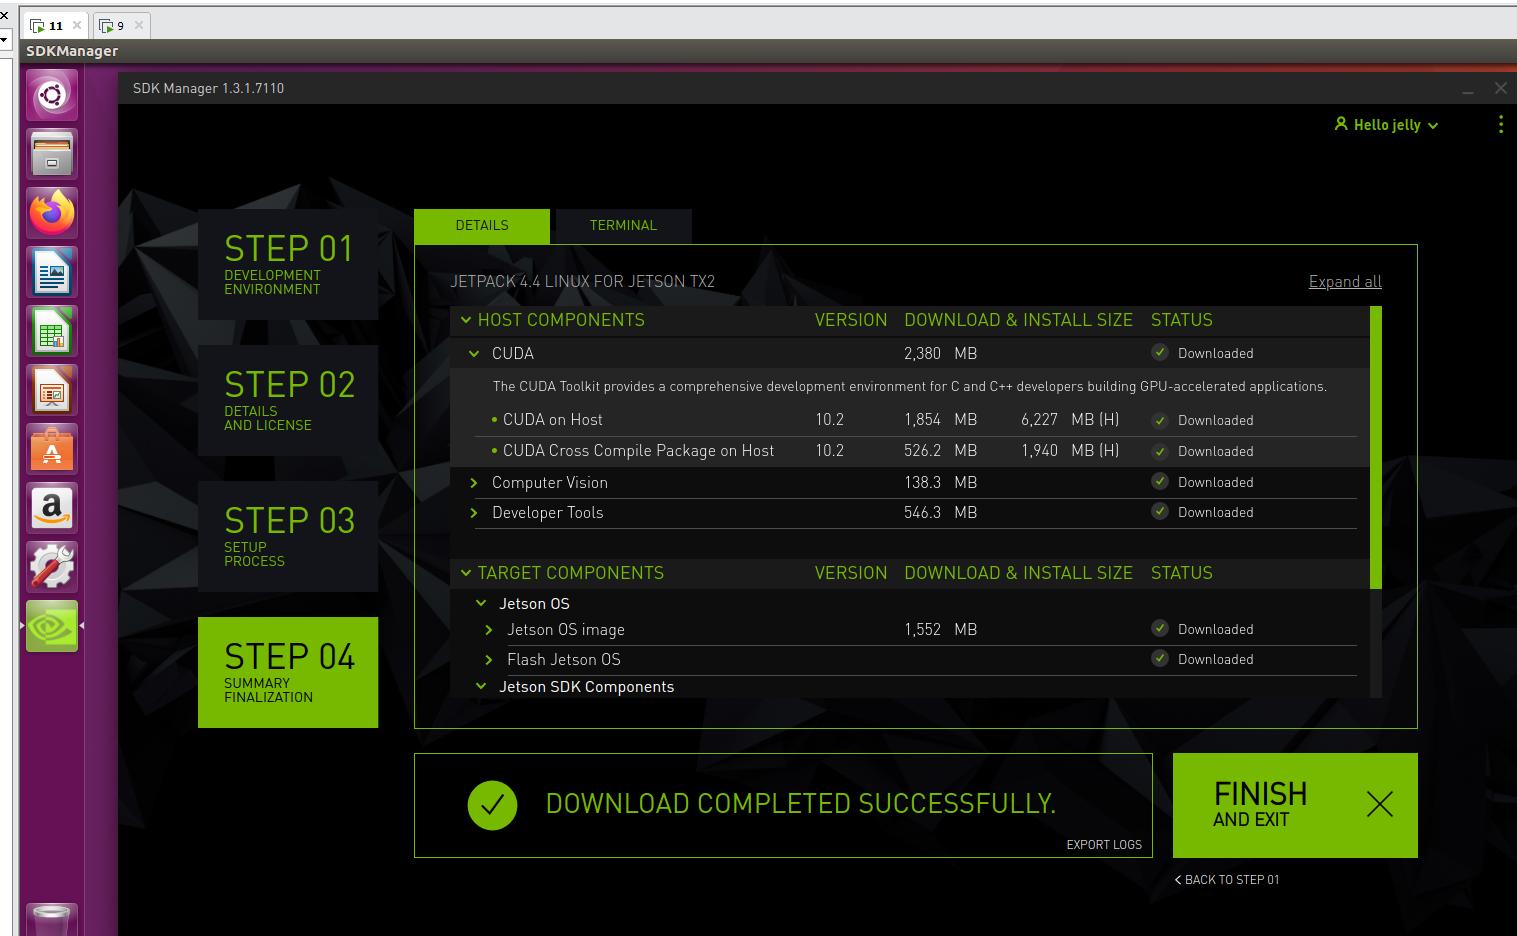 11
9
SDKManager
SDK Manager 1.3.1.7110
Hello jelly
STEP 01
DEVELOPMENT
ENVIRONMENT
STEP 02
DETAILS
AND LICENSE
STEP 03
SETUP
PROCESS
STEP 04
SUMMARY
FINALIZATION
DETAILS TERMINAL
JETPACK 4.4 LINUX FOR JETSON TX2 Expand all
HOST COMPONENTS VERSION DOWNLOAD & INSTALL SIZE STATUS
CUDA 2,380 MB Downloaded
The CUDA Toolkit provides a comprehensive development environment for C and C++ developers building GPU-accelerated applications.
• CUDA on Host 10.2 1,854 MB 6,227 MB (H) Downloaded
• CUDA Cross Compile Package on Host 10.2 526.2 MB 1,940 MB (H) Downloaded
Computer Vision 138.3 MB Downloaded
Developer Tools 546.3 MB Downloaded
TARGET COMPONENTS VERSION DOWNLOAD & INSTALL SIZE STATUS
Jetson OS
Jetson OS image 1,552 MB Downloaded
Flash Jetson OS Downloaded
Jetson SDK Components
DOWNLOAD COMPLETED SUCCESSFULLY.
EXPORT LOGS
FINISH
AND EXIT
BACK TO STEP 01